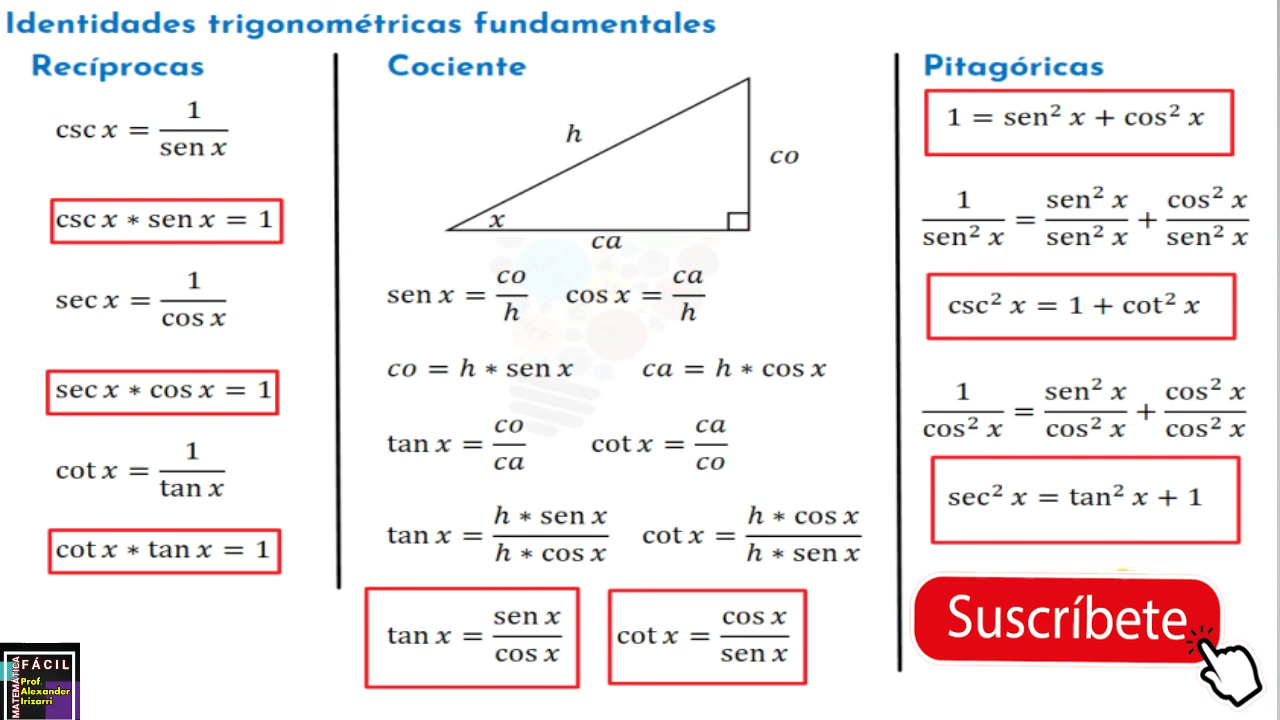 Identidades trigonométricas fundamentales
Recíprocas
csc x = 1 / sen x
csc x * sen x = 1
sec x = 1 / cos x
sec x * cos x = 1
cot x = 1 / tan x
cot x * tan x = 1
Cociente
h
co
x
ca
sen x = co / h   cos x = ca / h
co = h * sen x   ca = h * cos x
tan x = co / ca   cot x = ca / co
tan x = h * sen x / h * cos x   cot x = h * cos x / h * sen x
tan x = sen x / cos x   cot x = cos x / sen x
Pitagóricas
1 = sen² x + cos² x
1 / sen² x = sen² x / sen² x + cos² x / sen² x
csc² x = 1 + cot² x
1 / cos² x = sen² x / cos² x + cos² x / cos² x
sec² x = tan² x + 1
Suscríbete
MATEMÁTICA
FÁCIL
Prof.
Alexander
Irizarri